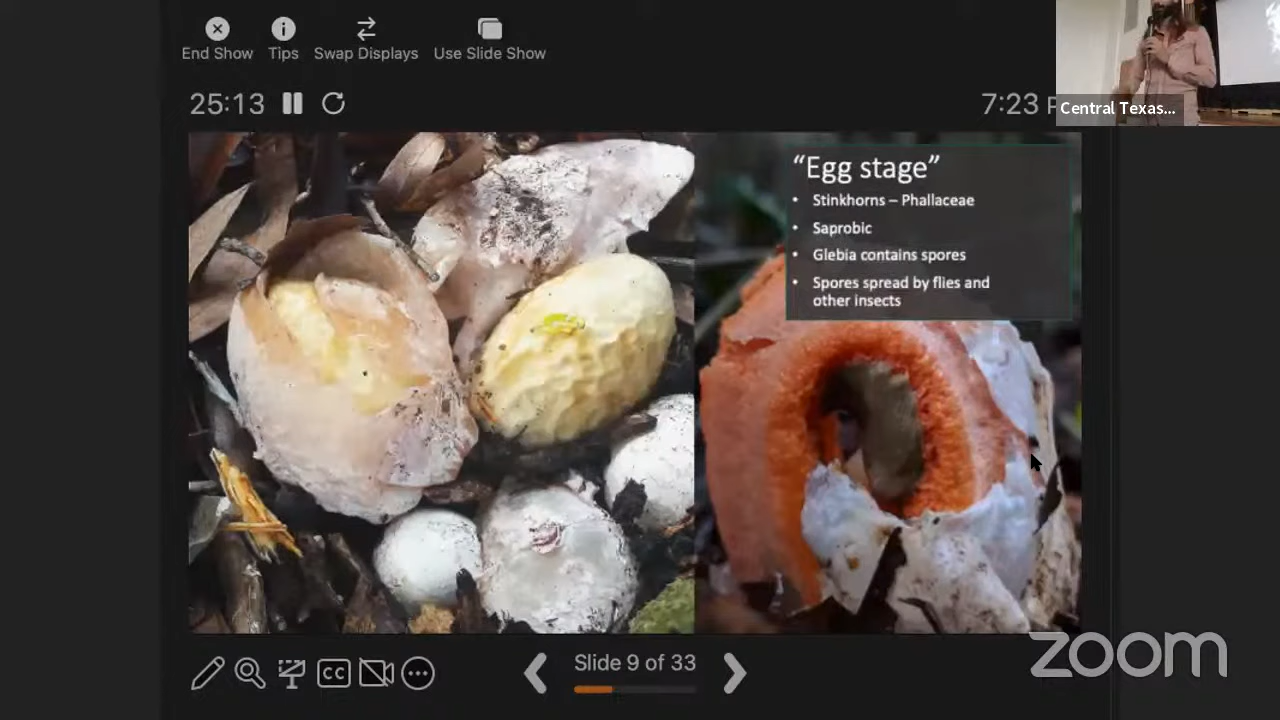 End Show
Tips
Swap Displays
Use Slide Show
25:13
7:23 P
Central Texas...
“Egg stage”
• Stinkhorns – Phallaceae
• Saprobic
• Glebia contains spores
• Spores spread by flies and
other insects
CC
Slide 9 of 33
zoom